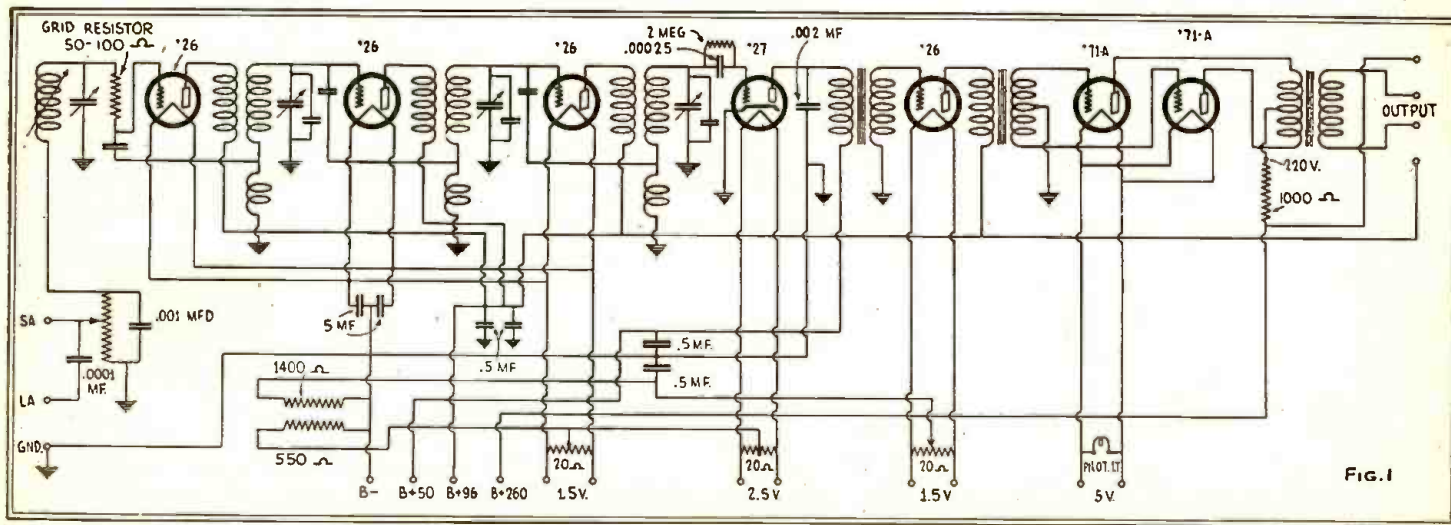 GRID RESISTOR
50-100 Ω
'26
'26
'26
2 MEG
.00025
'27
.002 MF
'26
'71-A
'71-A
OUTPUT
220 V.
1000 Ω
SA
.001 MFD
.0001
MF.
LA
GND.
5 MF
.5 MF
.5 MF.
.5 MF.
1400 Ω
550 Ω
20Ω
20Ω
20Ω
PILOT. LT.
B-
B+50
B+96
B+260
1.5V.
2.5 V.
1.5 V.
5 V.
FIG.1